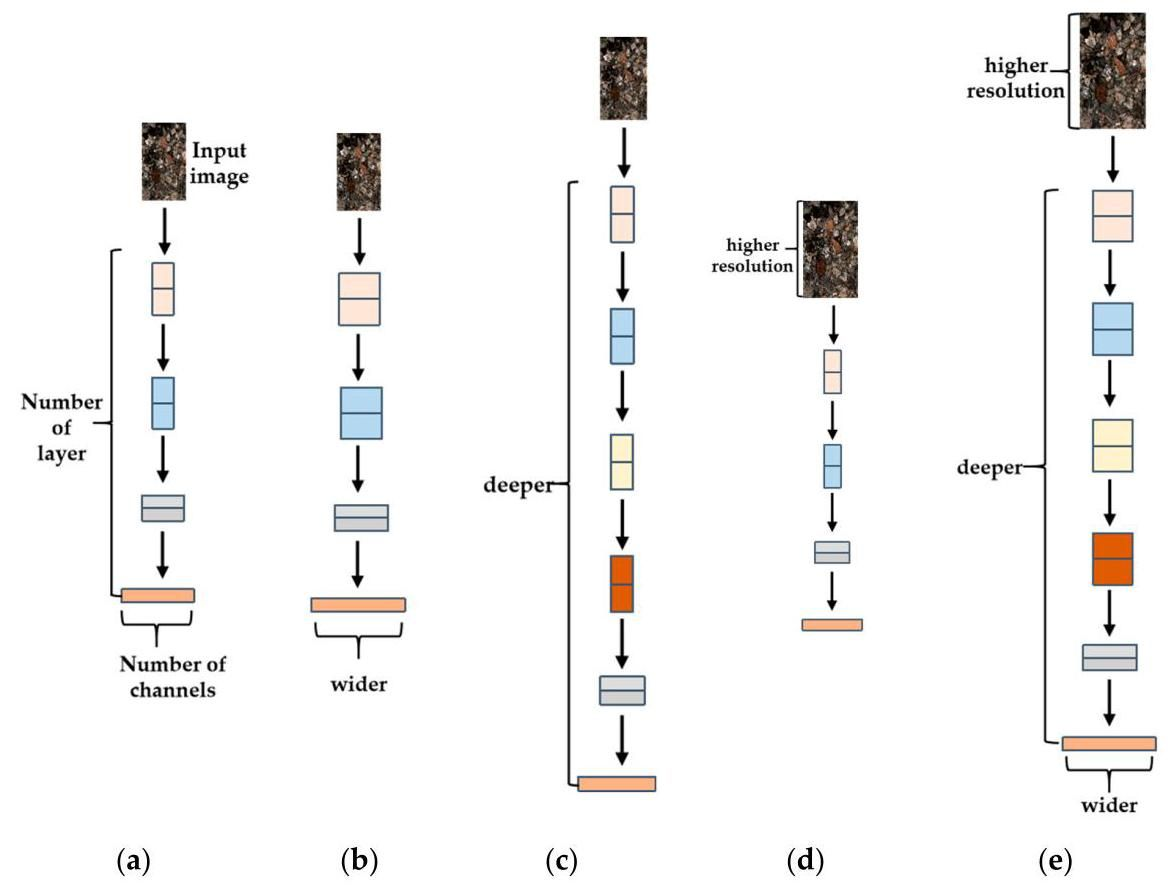 Input
image
Number
of
layer
Number of
channels
(a)
wider
(b)
deeper
(c)
higher
resolution
(d)
higher
resolution
deeper
wider
(e)